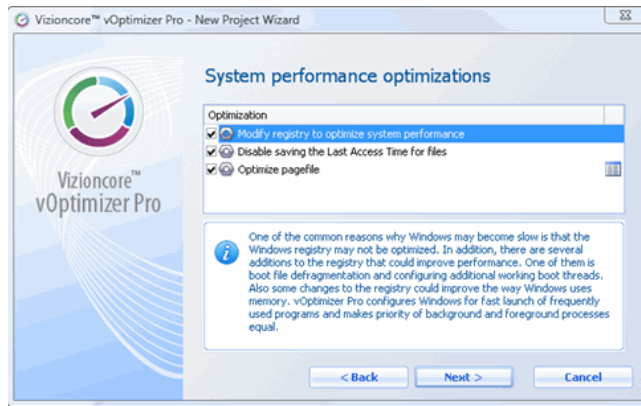 Vizioncore™ vOptimizer Pro - New Project Wizard
System performance optimizations
Optimization
Modify registry to optimize system performance
Disable saving the Last Access Time for files
Optimize pagefile
Vizioncore™
vOptimizer Pro
One of the common reasons why Windows may become slow is that the
Windows registry may not be optimized. In addition, there are several
additions to the registry that could improve performance. One of them is
boot file defragmentation and configuring additional working boot threads.
Also some changes to the registry could improve the way Windows uses
memory. vOptimizer Pro configures Windows for fast launch of frequently
used programs and makes priority of background and foreground processes
equal.
< Back
Next >
Cancel